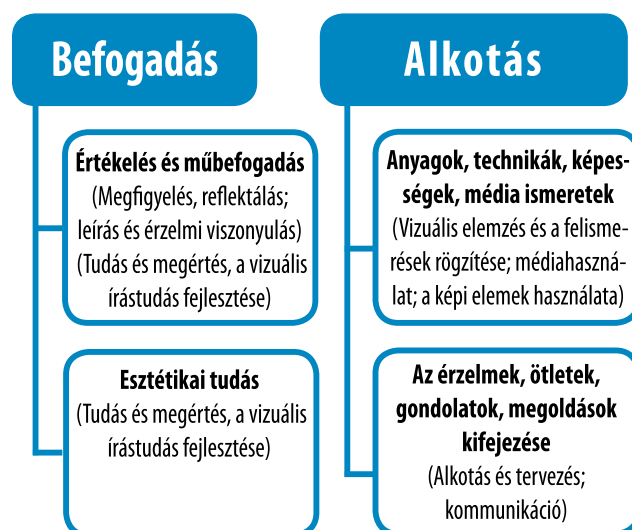 Befogadás
Értékelés és műbefogadás
(Megfigyelés, reflektálás;
leírás és érzelmi viszonyulás)
(Tudás és megértés, a vizuális
írástudás fejlesztése)
Esztétikai tudás
(Tudás és megértés, a vizuális
írástudás fejlesztése)
Alkotás
Anyagok, technikák, képes-
ségek, média ismeretek
(Vizuális elemzés és a felisme-
rések rögzítése; médiahaszná-
lat; a képi elemek használata)
Az érzelmek, ötletek,
gondolatok, megoldások
kifejezése
(Alkotás és tervezés;
kommunikáció)